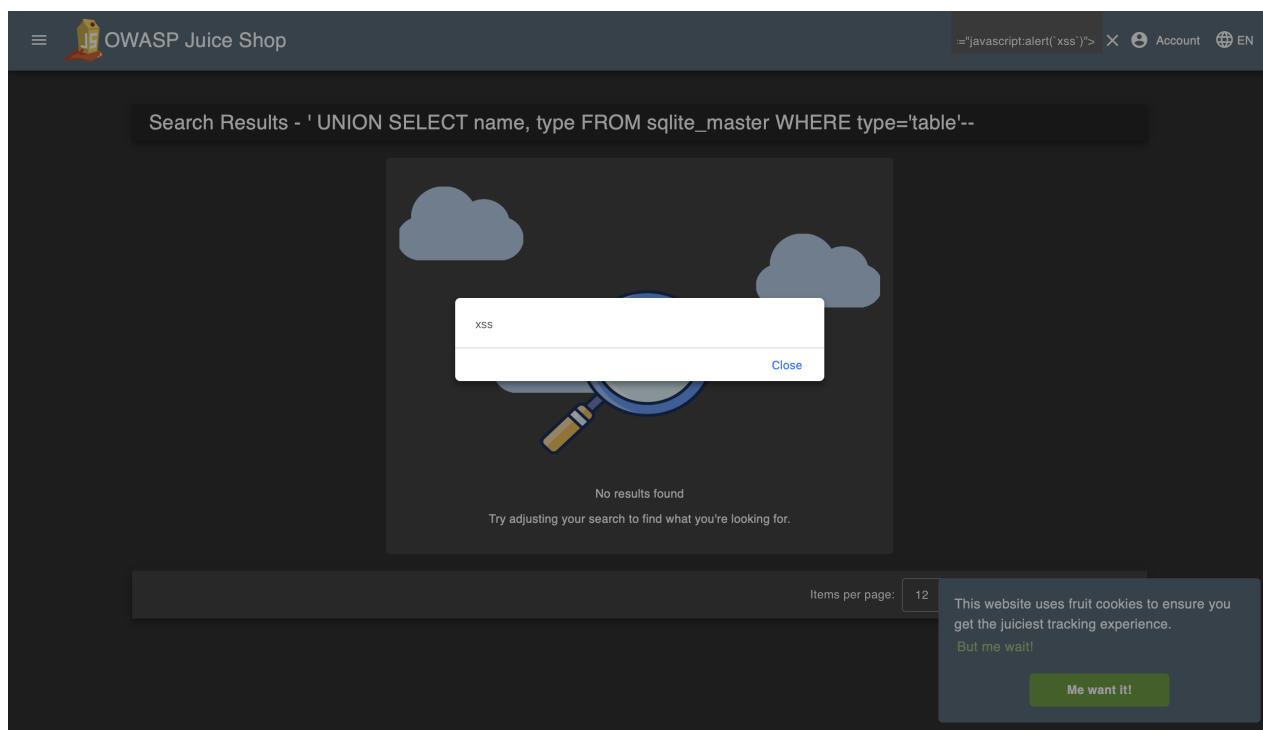 OWASP Juice Shop
="javascript:alert(`xss`)">
Account
EN
Search Results - ' UNION SELECT name, type FROM sqlite_master WHERE type='table'--
xss
Close
No results found
Try adjusting your search to find what you're looking for.
Items per page:
12
This website uses fruit cookies to ensure you
get the juiciest tracking experience.
But me wait!
Me want it!